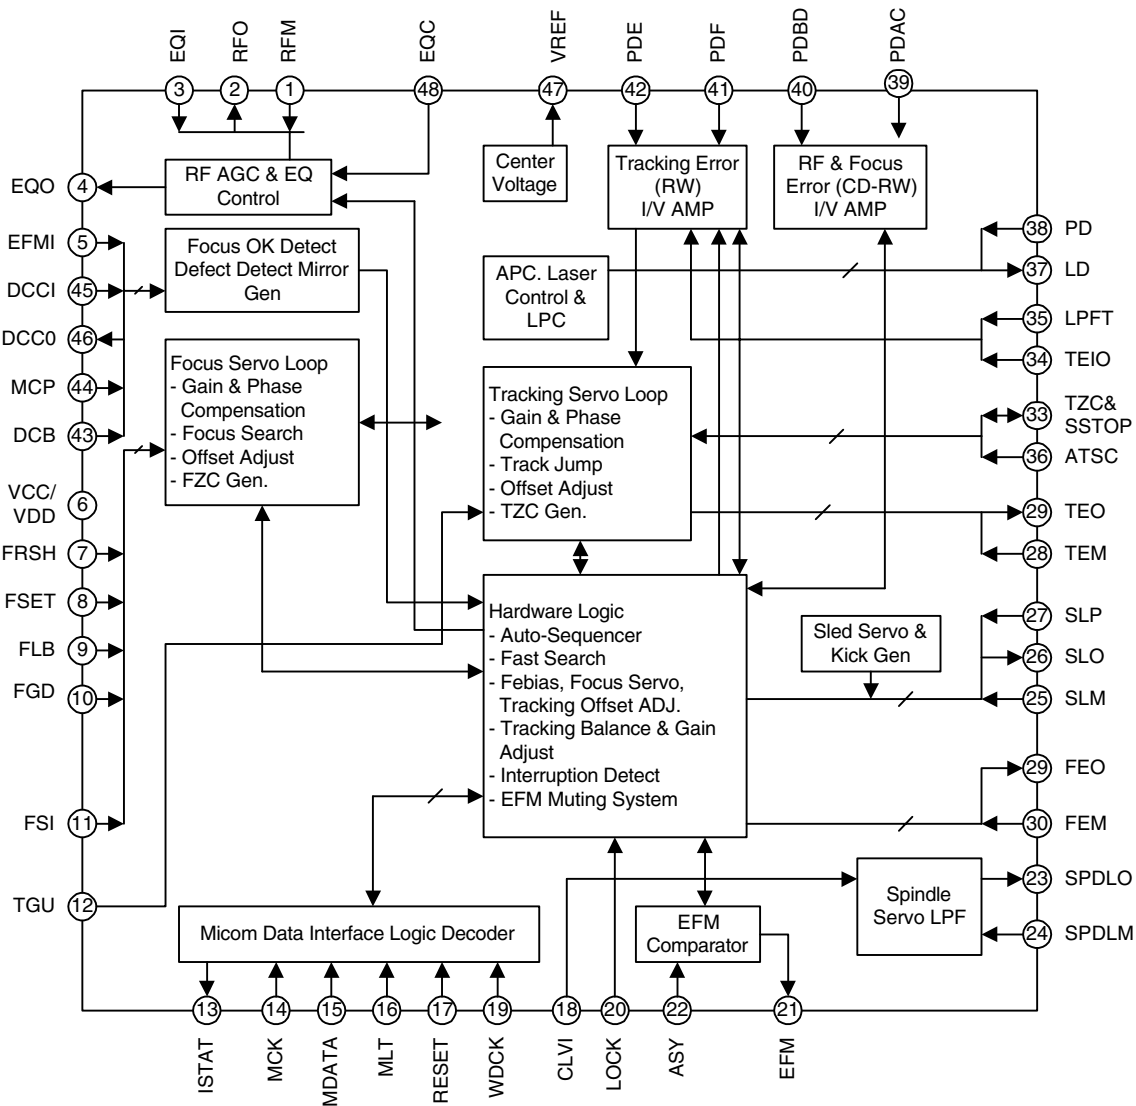 EQI
RFO
RFM
EQC
VREF
PDE
PDF
PDBD
PDAC
3
2
1
48
47
42
41
40
39
RF AGC & EQ
Control
Center
Voltage
Tracking Error
(RW)
I/V AMP
RF & Focus
Error (CD-RW)
I/V AMP
EQO 4
EFMI 5
DCCI 45
DCC0 46
MCP 44
DCB 43
VCC/
VDD
6
FRSH 7
FSET 8
FLB 9
FGD 10
FSI 11
TGU 12
Focus OK Detect
Defect Detect Mirror
Gen
APC. Laser
Control &
LPC
Focus Servo Loop
- Gain & Phase
Compensation
- Focus Search
- Offset Adjust
- FZC Gen.
Tracking Servo Loop
- Gain & Phase
Compensation
- Track Jump
- Offset Adjust
- TZC Gen.
Hardware Logic
- Auto-Sequencer
- Fast Search
- Febias, Focus Servo,
Tracking Offset ADJ.
- Tracking Balance & Gain
Adjust
- Interruption Detect
- EFM Muting System
Sled Servo &
Kick Gen
38 PD
37 LD
35 LPFT
34 TEIO
33 TZC&
SSTOP
36 ATSC
29 TEO
28 TEM
27 SLP
26 SLO
25 SLM
29 FEO
30 FEM
23 SPDLO
24 SPDLM
Micom Data Interface Logic Decoder
EFM
Comparator
Spindle
Servo LPF
13
14
15
16
17
19
18
20
22
21
ISTAT
MCK
MDATA
MLT
RESET
WDCK
CLVI
LOCK
ASY
EFM